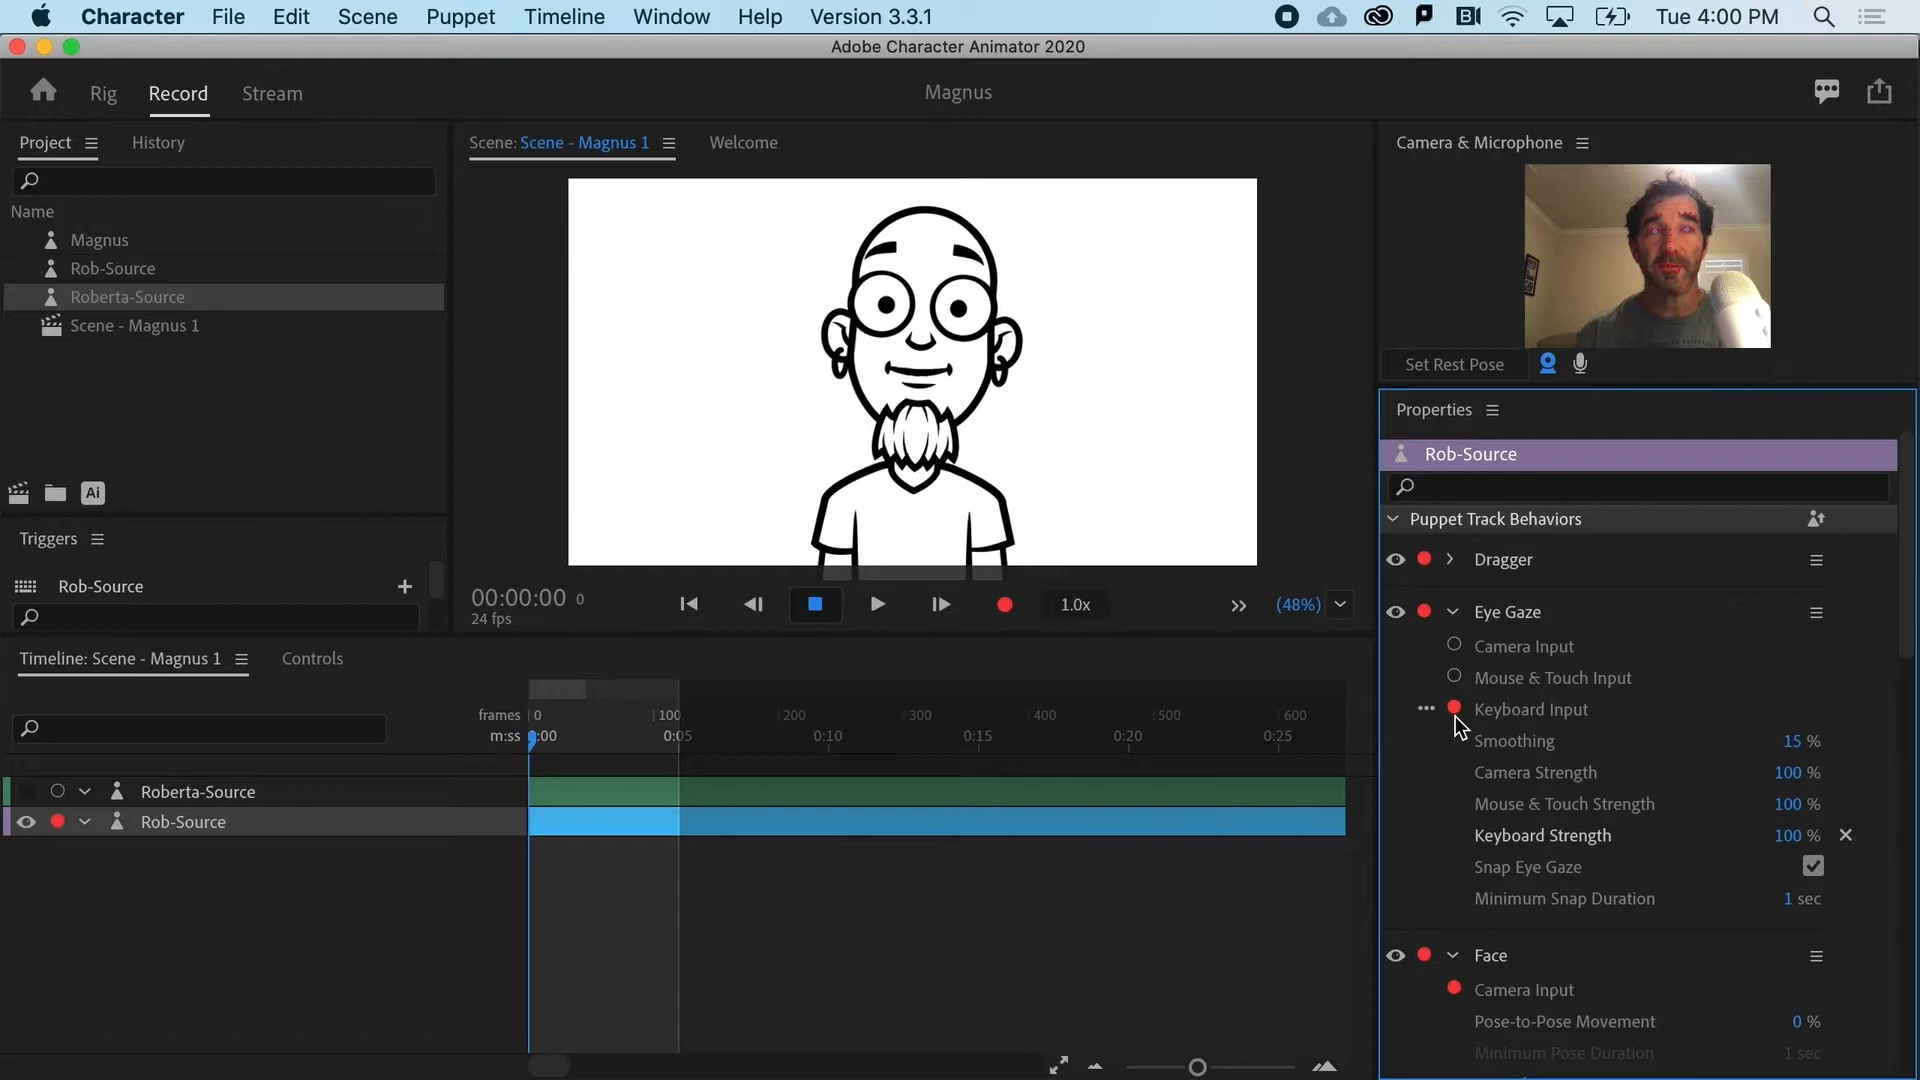 Character File Edit Scene Puppet Timeline Window Help Version 3.3.1 Tue 4:00 PM
Adobe Character Animator 2020
Rig Record Stream Magnus
Project History
Name
Magnus
Rob-Source
Roberta-Source
Scene - Magnus 1
Ai
Triggers
Rob-Source
Scene: Scene - Magnus 1 Welcome
00:00:00 0
24 fps
1.0x
(48%)
Camera & Microphone
Set Rest Pose
Properties
Rob-Source
Puppet Track Behaviors
Dragger
Eye Gaze
Camera Input
Mouse & Touch Input
Keyboard Input
Smoothing 15 %
Camera Strength 100 %
Mouse & Touch Strength 100 %
Keyboard Strength 100 %
Snap Eye Gaze
Minimum Snap Duration 1 sec
Face
Camera Input
Pose-to-Pose Movement 0 %
Minimum Pose Duration 1 sec
Timeline: Scene - Magnus 1 Controls
frames 0 100 200 300 400 500 600
m:ss 0:00 0:05 0:10 0:15 0:20 0:25
Roberta-Source
Rob-Source